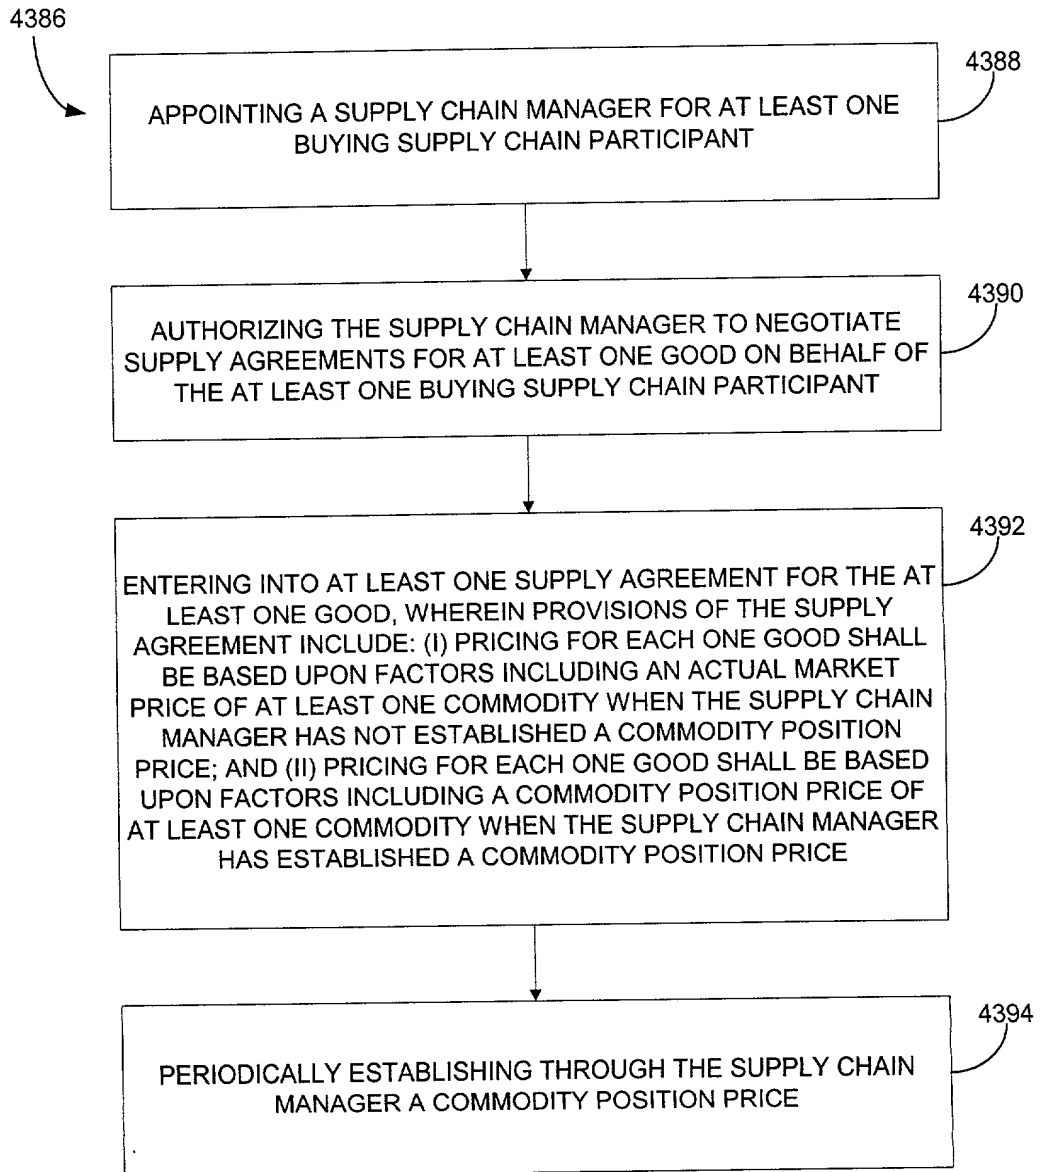 4386
4388
APPOINTING A SUPPLY CHAIN MANAGER FOR AT LEAST ONE
BUYING SUPPLY CHAIN PARTICIPANT
4390
AUTHORIZING THE SUPPLY CHAIN MANAGER TO NEGOTIATE
SUPPLY AGREEMENTS FOR AT LEAST ONE GOOD ON BEHALF OF
THE AT LEAST ONE BUYING SUPPLY CHAIN PARTICIPANT
4392
ENTERING INTO AT LEAST ONE SUPPLY AGREEMENT FOR THE AT
LEAST ONE GOOD, WHEREIN PROVISIONS OF THE SUPPLY
AGREEMENT INCLUDE: (I) PRICING FOR EACH ONE GOOD SHALL
BE BASED UPON FACTORS INCLUDING AN ACTUAL MARKET
PRICE OF AT LEAST ONE COMMODITY WHEN THE SUPPLY CHAIN
MANAGER HAS NOT ESTABLISHED A COMMODITY POSITION
PRICE; AND (II) PRICING FOR EACH ONE GOOD SHALL BE BASED
UPON FACTORS INCLUDING A COMMODITY POSITION PRICE OF
AT LEAST ONE COMMODITY WHEN THE SUPPLY CHAIN MANAGER
HAS ESTABLISHED A COMMODITY POSITION PRICE
4394
PERIODICALLY ESTABLISHING THROUGH THE SUPPLY CHAIN
MANAGER A COMMODITY POSITION PRICE